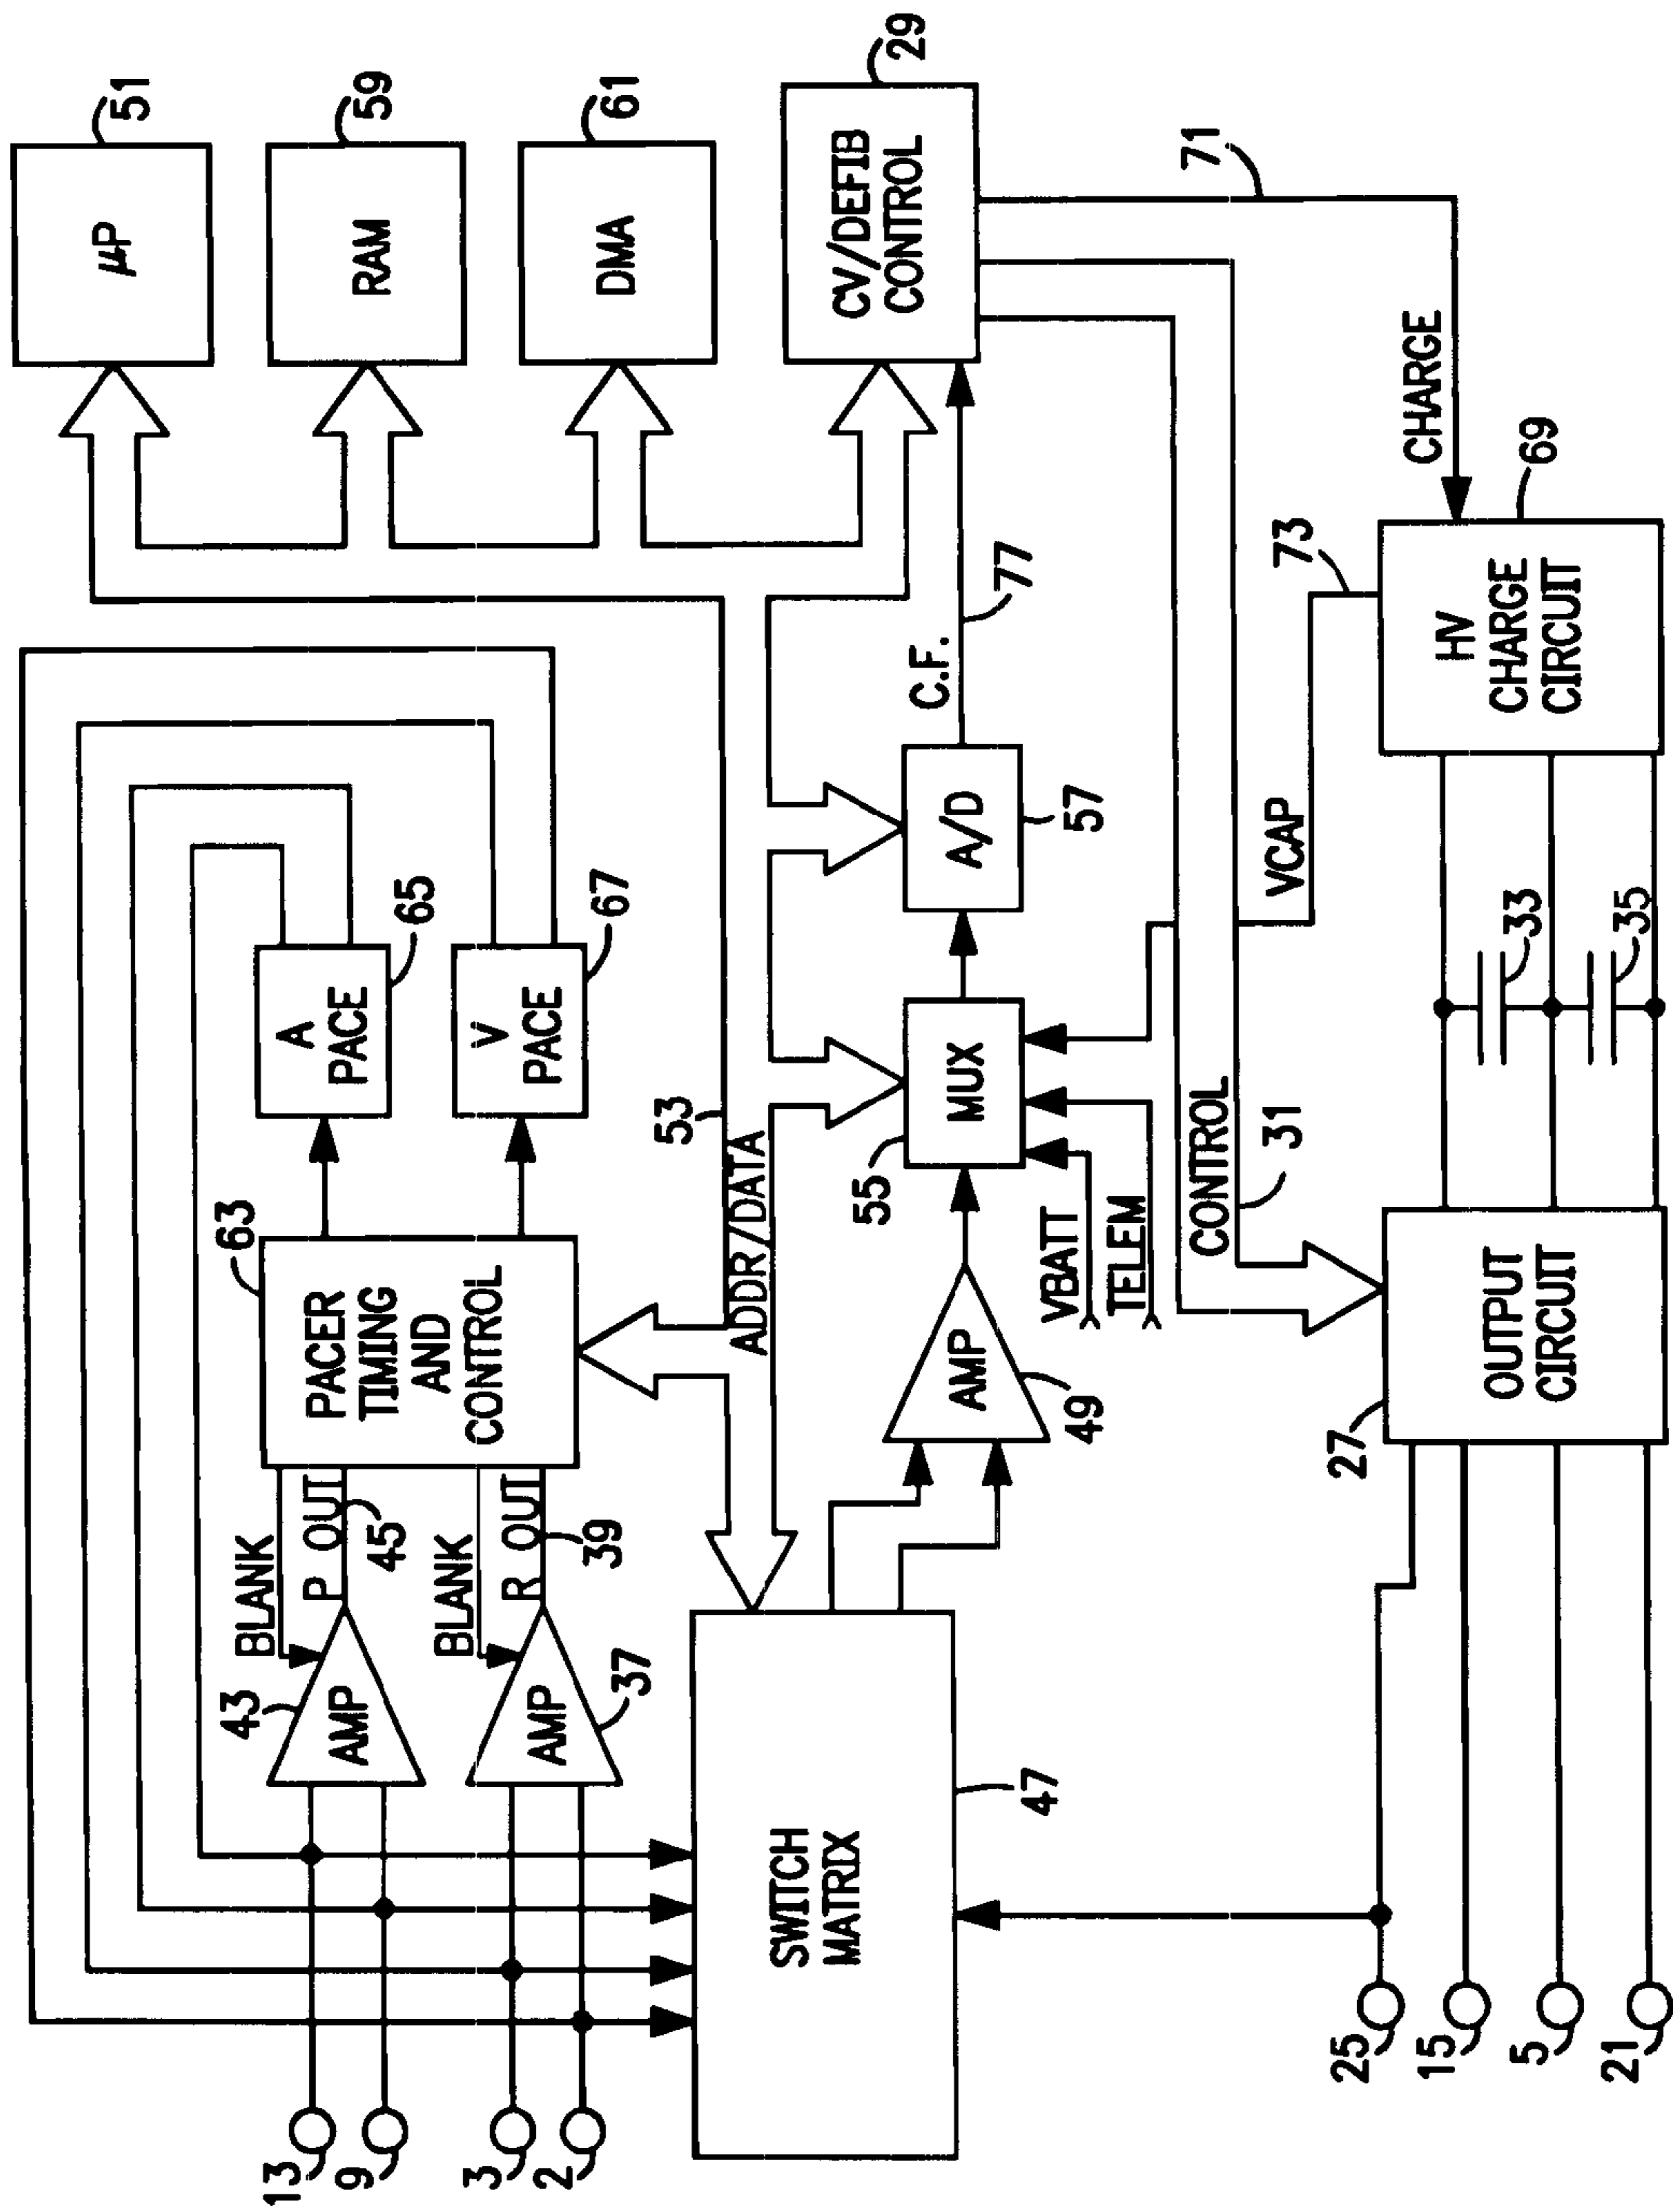 13
9
3
2
43
AMP
BLANK
P OUT
45
AMP
37
BLANK
R OUT
39
63
PACER
TIMING
AND
CONTROL
A
PACE
65
V
PACE
67
μP
51
RAM
59
DMA
61
53
ADDR/DATA
SWITCH
MATRIX
47
AMP
49
55
MUX
A/D
57
C.F.
77
CV/DEFIB
CONTROL
29
VBATT
TELEM
CONTROL
31
VCAP
73
CHARGE
71
25
15
5
21
27
OUTPUT
CIRCUIT
33
35
HV
CHARGE
CIRCUIT
69